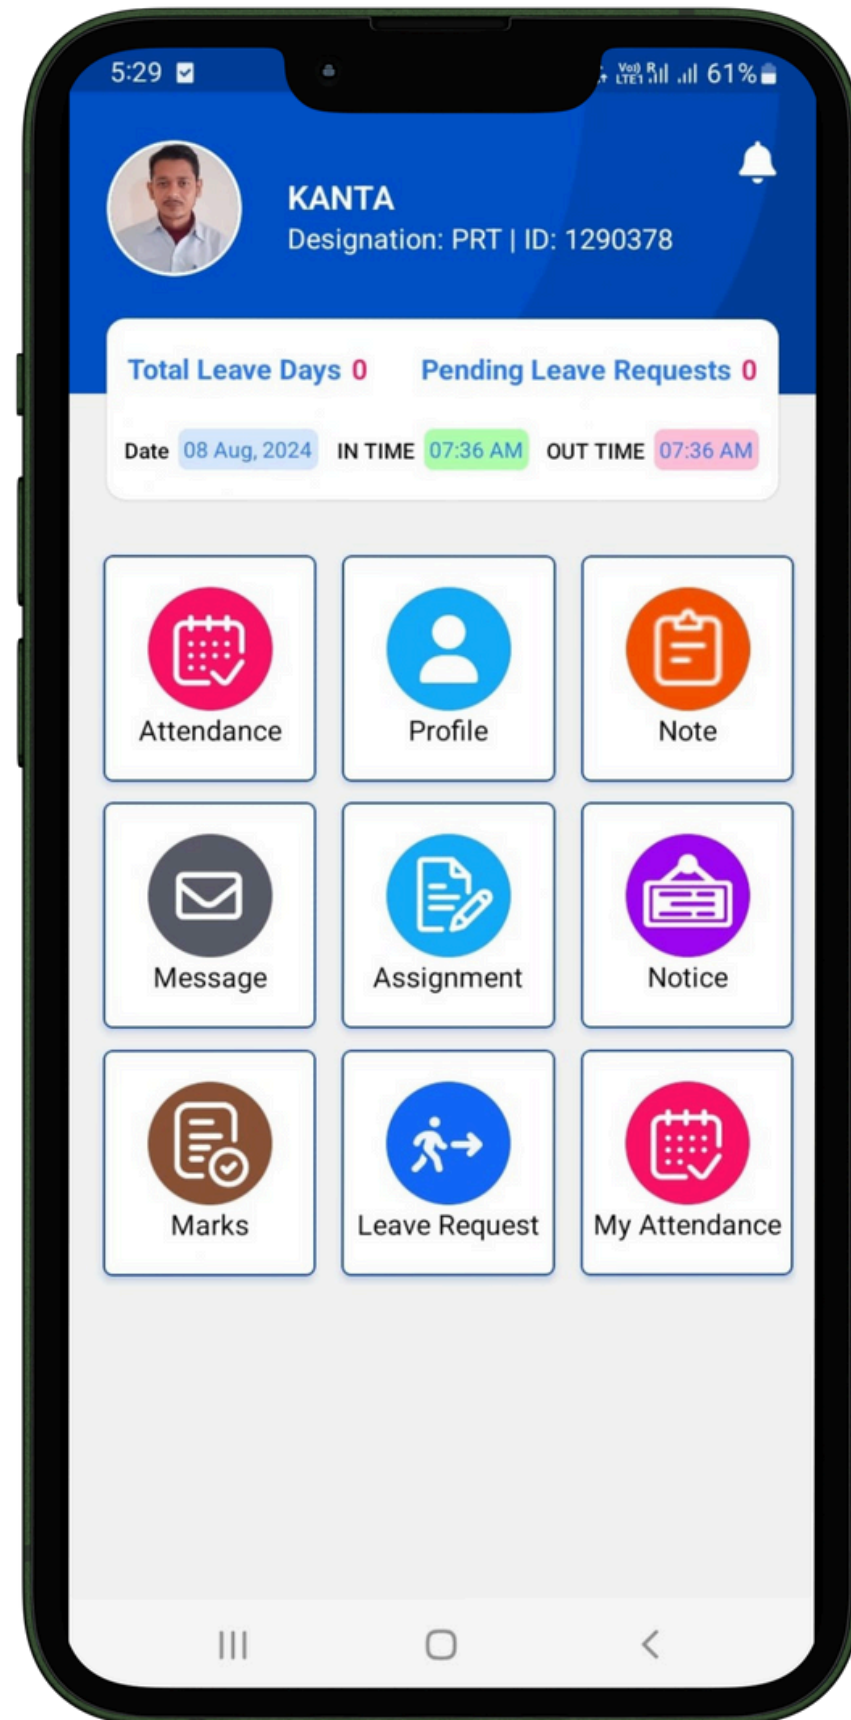 5:29 Vo) R 61%
LTE1
KANTA
Designation: PRT | ID: 1290378
Total Leave Days 0 Pending Leave Requests 0
Date 08 Aug, 2024 IN TIME 07:36 AM OUT TIME 07:36 AM
Attendance Profile Note
Message Assignment Notice
Marks Leave Request My Attendance